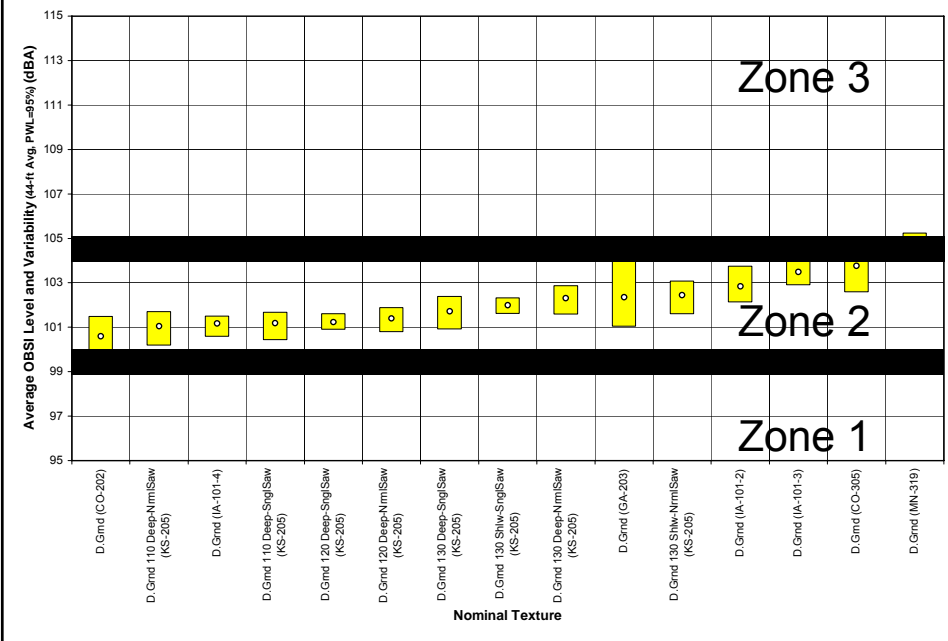 Average OBSI Level and Variability (44-ft Avg, PWL=95%) (dBA)
115
113
111
109
107
105
103
101
99
97
95
Zone 3
Zone 2
Zone 1
D.Grnd (CO-202)
D.Grnd 110 Deep-NrmlSaw
(KS-205)
D.Grnd (IA-101-4)
D.Grnd 110 Deep-SnglSaw
(KS-205)
D.Grnd 120 Deep-SnglSaw
(KS-205)
D.Grnd 120 Deep-NrmlSaw
(KS-205)
D.Grnd 130 Deep-SnglSaw
(KS-205)
D.Grnd 130 Shlw-SnglSaw
(KS-205)
D.Grnd 130 Deep-NrmlSaw
(KS-205)
D.Grnd (GA-203)
D.Grnd 130 Shlw-NrmlSaw
(KS-205)
D.Grnd (IA-101-2)
D.Grnd (IA-101-3)
D.Grnd (CO-305)
D.Grnd (MN-319)
Nominal Texture